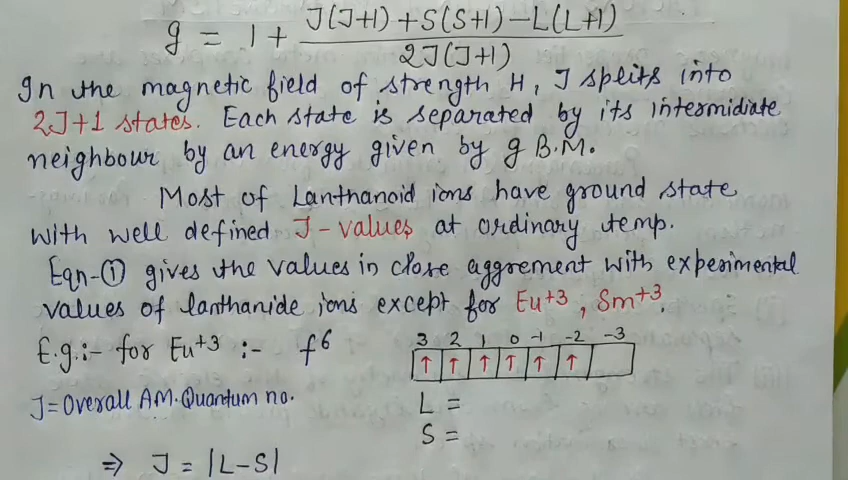 g = 1 + J(J+1) + S(S+1) - L(L+1) / 2J(J+1)
In the magnetic field of strength H, J splits into
2J+1 states. Each state is separated by its intermidiate
neighbour by an energy given by g B.M.
Most of Lanthanoid ions have ground state
with well defined J-values at ordinary temp.
Eqn-① gives the values in close aggrement with experimental
values of lanthanide ions except for Eu+3, Sm+3.
E.g.:- for Eu+3 :- f6
3 2 1 0 -1 -2 -3
↑ ↑ ↑ ↑ ↑ ↑
J = Overall AM. Quantum no.
L =
S =
⇒ J = |L-S|